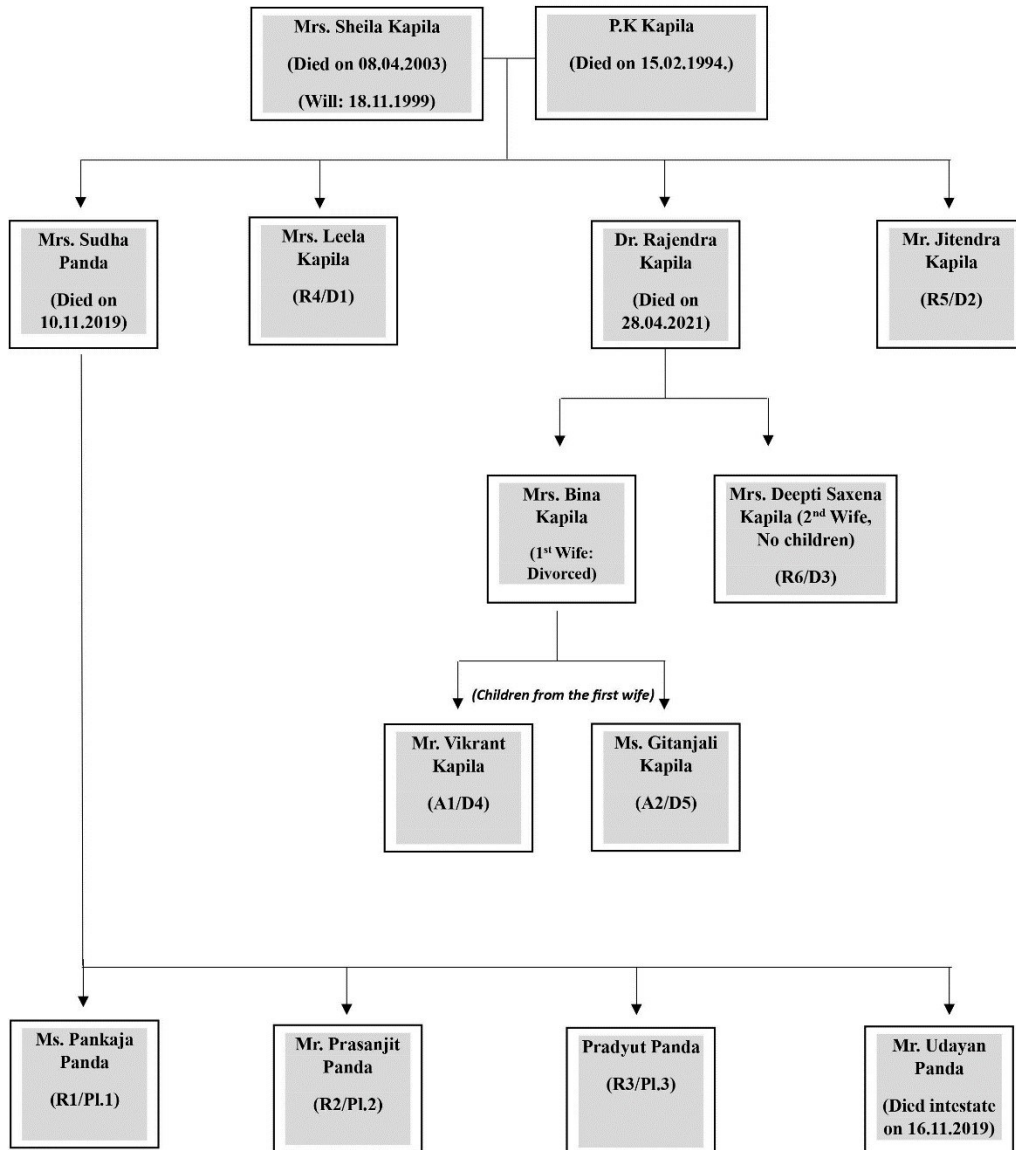 Mrs. Sheila Kapila
(Died on 08.04.2003)
(Will: 18.11.1999)
P.K Kapila
(Died on 15.02.1994.)
Mrs. Sudha
Panda
(Died on
10.11.2019)
Mrs. Leela
Kapila
(R4/D1)
Dr. Rajendra
Kapila
(Died on
28.04.2021)
Mr. Jitendra
Kapila
(R5/D2)
Mrs. Bina
Kapila
(1st Wife:
Divorced)
Mrs. Deepti Saxena
Kapila (2nd Wife,
No children)
(R6/D3)
(Children from the first wife)
Mr. Vikrant
Kapila
(A1/D4)
Ms. Gitanjali
Kapila
(A2/D5)
Ms. Pankaja
Panda
(R1/Pl.1)
Mr. Prasanjit
Panda
(R2/Pl.2)
Pradyut Panda
(R3/Pl.3)
Mr. Udayan
Panda
(Died intestate
on 16.11.2019)